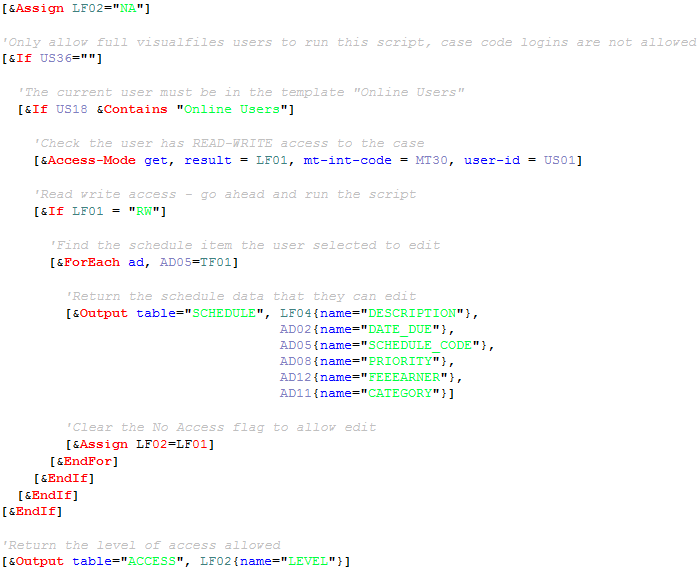 [&Assign LF02="NA"]
'Only allow full visualfiles users to run this script, case code logins are not allowed
[&If US36=""]
'The current user must be in the template "Online Users"
[&If US18 &Contains "Online Users"]
'Check the user has READ-WRITE access to the case
[&Access-Mode get, result = LF01, mt-int-code = MT30, user-id = US01]
'Read write access - go ahead and run the script
[&If LF01 = "RW"]
'Find the schedule item the user selected to edit
[&ForEach ad, AD05=TF01]
'Return the schedule data that they can edit
[&Output table="SCHEDULE", LF04{name="DESCRIPTION"},
AD02{name="DATE_DUE"},
AD05{name="SCHEDULE_CODE"},
AD08{name="PRIORITY"},
AD12{name="FEEEARNER"},
AD11{name="CATEGORY"}]
'Clear the No Access flag to allow edit
[&Assign LF02=LF01]
[&EndFor]
[&EndIf]
[&EndIf]
[&EndIf]
'Return the level of access allowed
[&Output table="ACCESS", LF02{name="LEVEL"}]